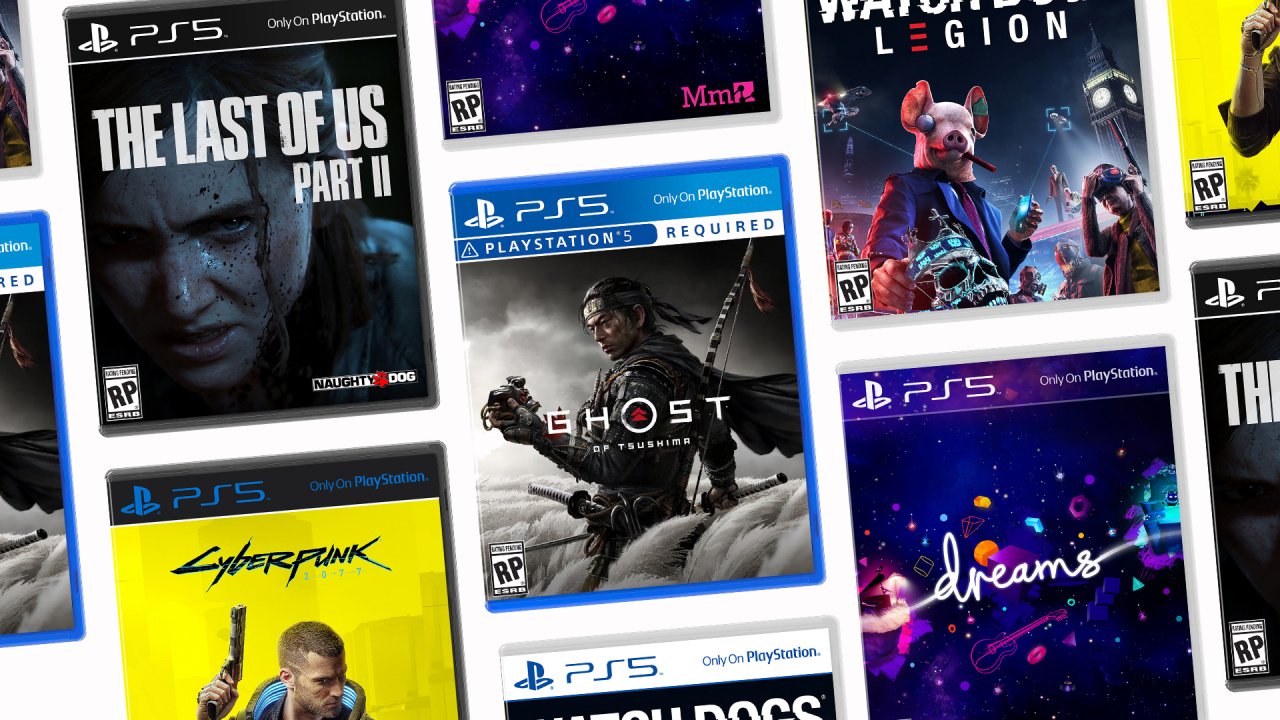 PS5
Only On PlayStation®
THE LAST OF US
PART II
RATING PENDING
RP
ESRB
NAUGHTY DOG
RATING PENDING
RP
ESRB
Mm
WATCH DOGS
LEGION
RATING PENDING
RP
ESRB
RATING PENDING
RP
ESRB
ation®
RED
PS5
Only On PlayStation®
PLAYSTATION®5 REQUIRED
GHOST
OF TSUSHIMA
RATING PENDING
RP
ESRB
PS5
Only On PlayStation®
dreams
TH
RATING PENDING
RP
ESRB
PS5
Only On PlayStation®
Cyberpunk
2077
PS5
Only On PlayStation®
WATCH DOGS®